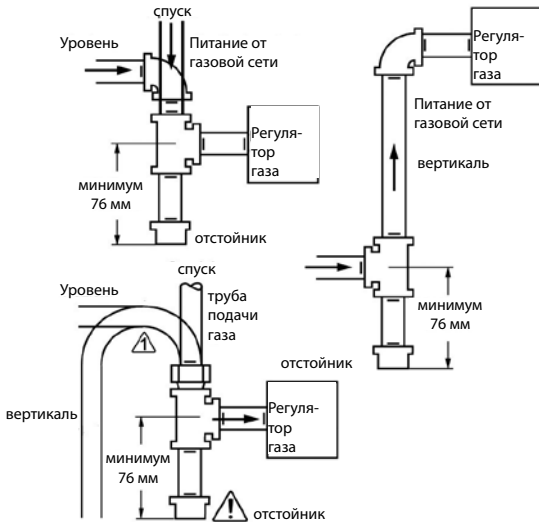 спуск
Уровень
Питание от
газовой сети
Регуля-
тор
газа
минимум
76 мм
отстойник
Регуля-
тор
газа
Питание от
газовой сети
вертикаль
минимум
76 мм
отстойник
спуск
Уровень
труба
подачи
газа
1
вертикаль
Регуля-
тор
газа
минимум
76 мм
!
отстойник